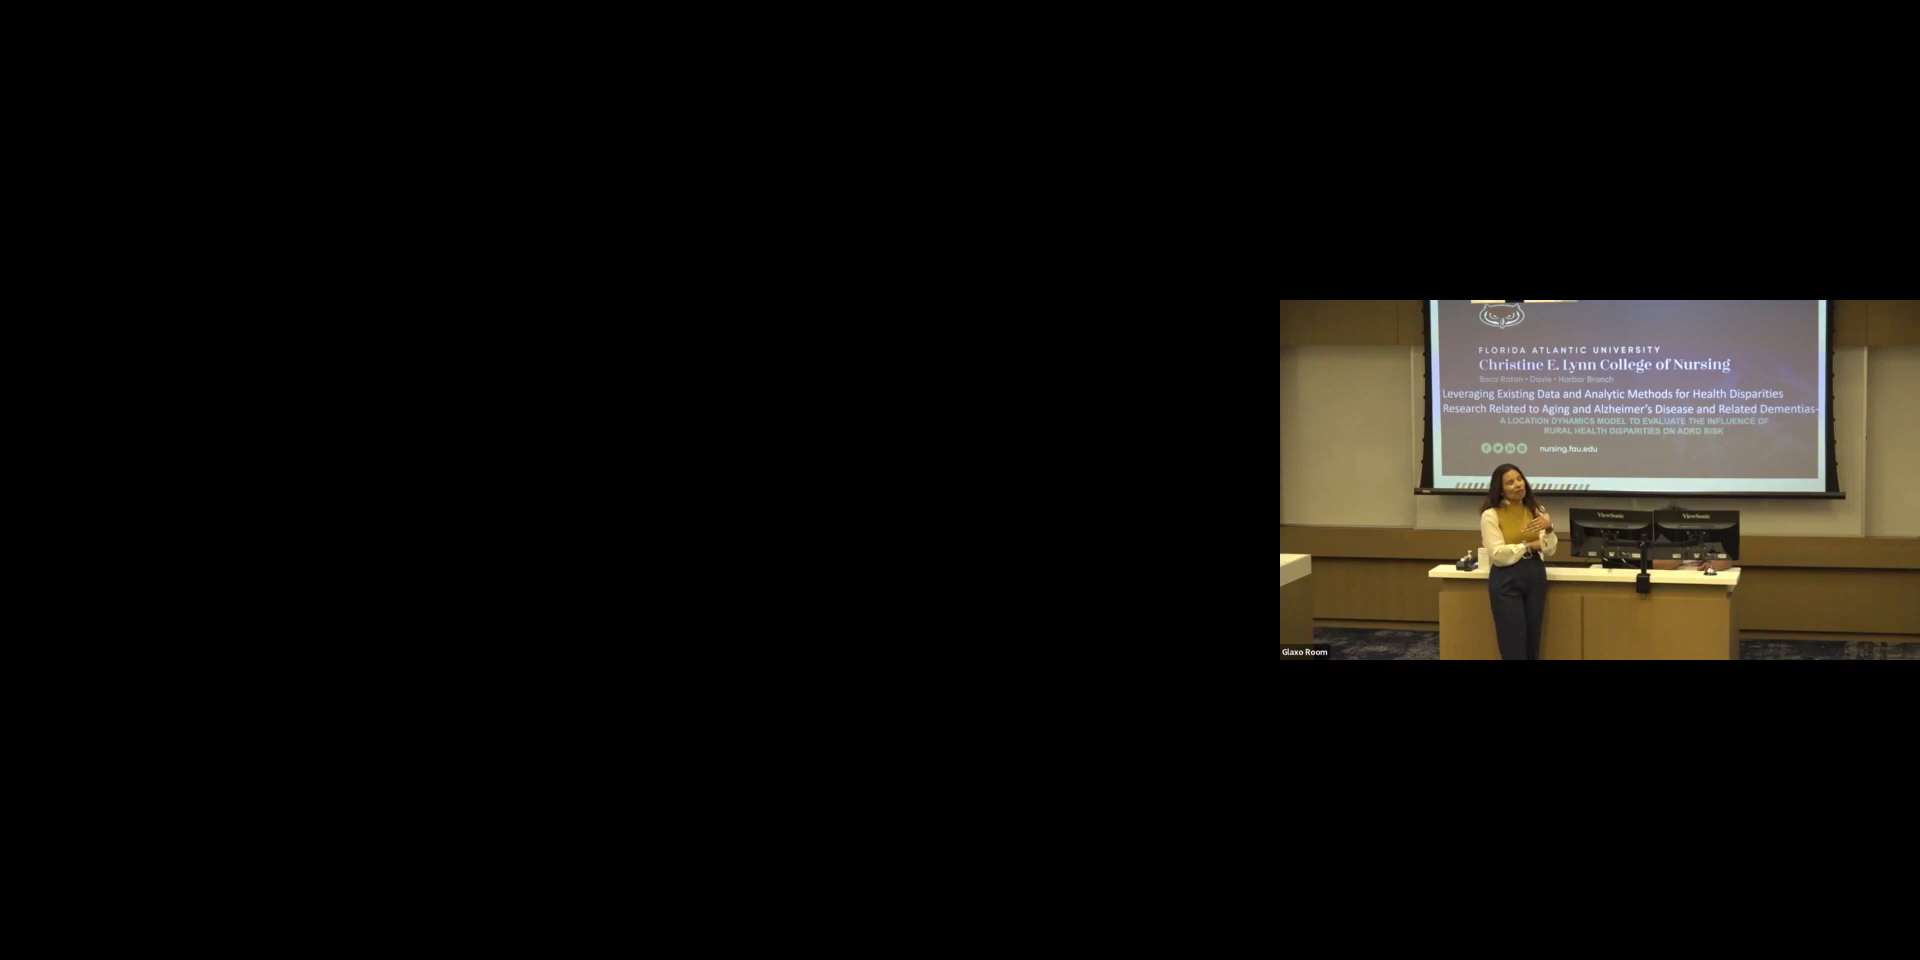 FLORIDA ATLANTIC UNIVERSITY
Christine E. Lynn College of Nursing
Boca Raton • Davie • Harbor Branch
Leveraging Existing Data and Analytic Methods for Health Disparities
Research Related to Aging and Alzheimer's Disease and Related Dementias-
A LOCATION DYNAMICS MODEL TO EVALUATE THE INFLUENCE OF
RURAL HEALTH DISPARITIES ON ADRD RISK
nursing.fau.edu
ViewSonic
ViewSonic
Glaxo Room